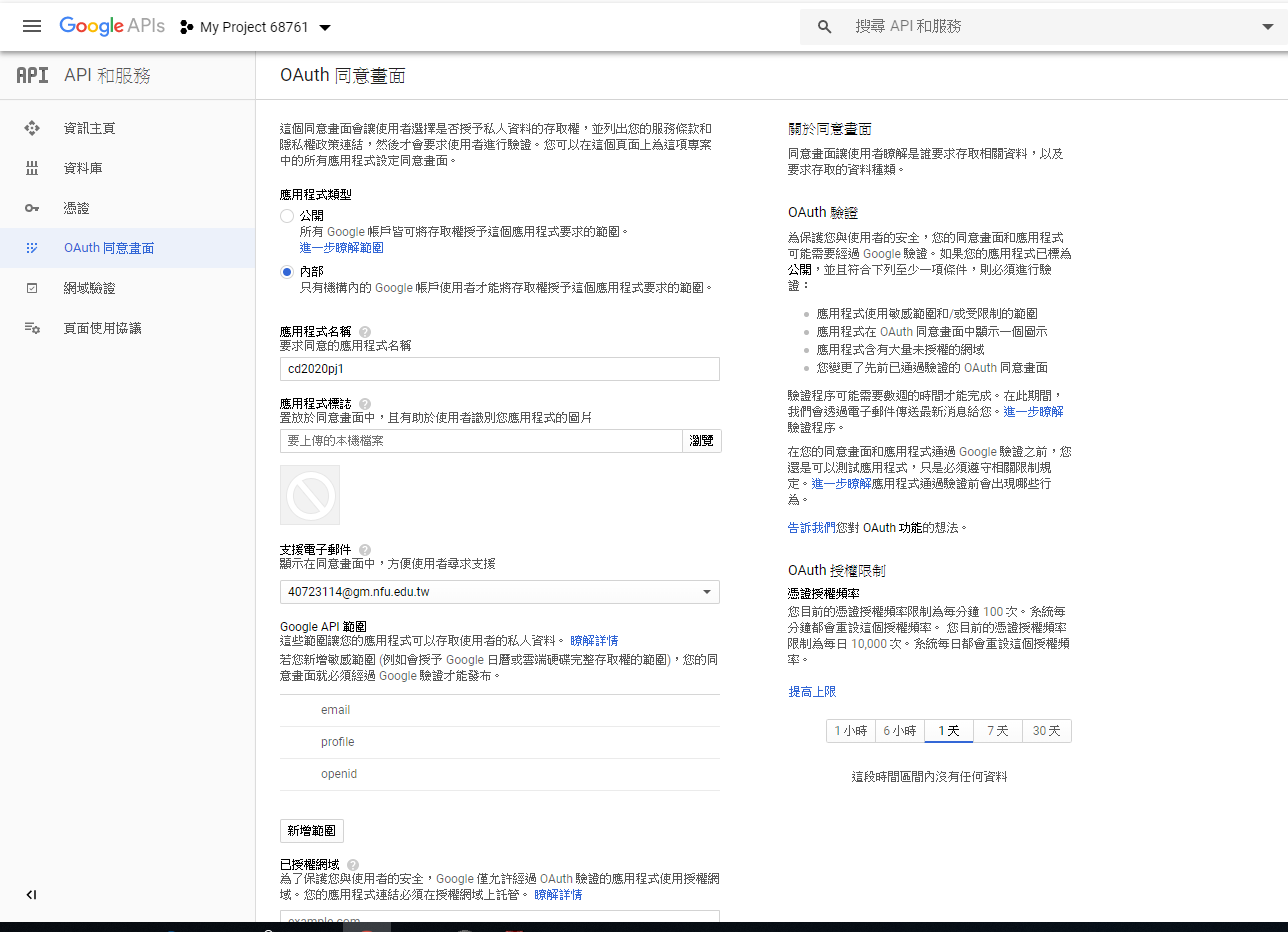 Google APIs My Project 68761 搜尋 API 和服務
API API 和服務
OAuth 同意畫面
資訊主頁
資料庫
憑證
OAuth 同意畫面
網域驗證
頁面使用協議
這個同意畫面會讓使用者選擇是否授予私人資料的存取權，並列出您的服務條款和
隱私權政策連結，然後才會要求使用者進行驗證。您可以在這個頁面上為這項專案
中的所有應用程式設定同意畫面。
應用程式類型
公開
所有 Google 帳戶皆可將存取權授予這個應用程式要求的範圍。
進一步瞭解範圍
內部
只有機構內的 Google 帳戶使用者才能將存取權授予這個應用程式要求的範圍。
應用程式名稱 ?
要求同意的應用程式名稱
cd2020pj1
應用程式標誌 ?
置放於同意畫面中，且有助於使用者識別您應用程式的圖片
要上傳的本機檔案 瀏覽
支援電子郵件 ?
顯示在同意畫面中，方便使用者尋求支援
40723114@gm.nfu.edu.tw
Google API 範圍
這些範圍讓您的應用程式可以存取使用者的私人資料。 瞭解詳情
若您新增敏感範圍 (例如會授予 Google 日曆或雲端硬碟完整存取權的範圍)，您的同
意畫面就必須經過 Google 驗證才能發布。
email
profile
openid
新增範圍
已授權網域 ?
為了保護您與使用者的安全，Google 僅允許經過 OAuth 驗證的應用程式使用授權網
域。您的應用程式連結必須在授權網域上託管。 瞭解詳情
example.com
關於同意畫面
同意畫面讓使用者瞭解是誰要求存取相關資料，以及
要求存取的資料種類。
OAuth 驗證
為保護您與使用者的安全，您的同意畫面和應用程式
可能需要經過 Google 驗證。如果您的應用程式已標為
公開，並且符合下列至少一項條件，則必須進行驗
證：
應用程式使用敏感範圍和/或受限制的範圍
應用程式在 OAuth 同意畫面中顯示一個圖示
應用程式含有大量未授權的網域
您變更了先前已通過驗證的 OAuth 同意畫面
驗證程序可能需要數週的時間才能完成。在此期間，
我們會透過電子郵件傳送最新消息給您。進一步瞭解
驗證程序。
在您的同意畫面和應用程式通過 Google 驗證之前，您
還是可以測試應用程式，只是必須遵守相關限制規
定。進一步瞭解應用程式通過驗證前會出現哪些行
為。
告訴我們您對 OAuth 功能的想法。
OAuth 授權限制
憑證授權頻率
您目前的憑證授權頻率限制為每分鐘 100 次。系統每
分鐘都會重設這個授權頻率。 您目前的憑證授權頻率
限制為每日 10,000 次。系統每日都會重設這個授權頻
率。
提高上限
1 小時 6 小時 1 天 7 天 30 天
這段時間區間內沒有任何資料